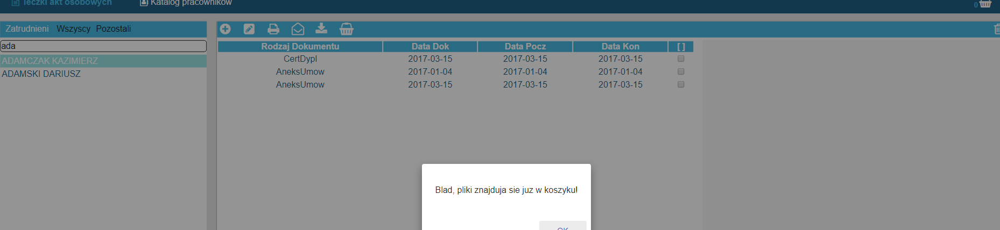 Teczki akt osobowych
Katalog pracowników
0
Zatrudnieni Wszyscy Pozostali
ada
ADAMCZAK KAZIMIERZ
ADAMSKI DARIUSZ
Rodzaj Dokumentu Data Dok Data Pocz Data Kon [ ]
CertDypl 2017-03-15 2017-03-15 2017-03-15
AneksUmow 2017-01-04 2017-01-04 2017-01-04
AneksUmow 2017-03-15 2017-03-15 2017-03-15
Blad, pliki znajduja sie juz w koszyku!
OK